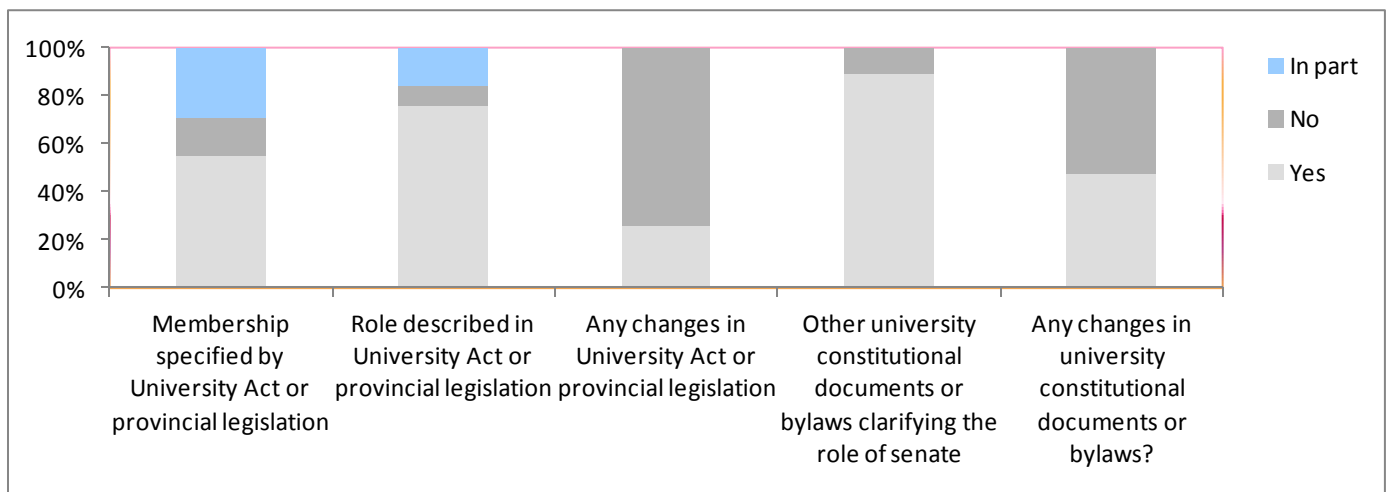 100%
80%
60%
40%
20%
0%
In part
No
Yes
Membership
specified by
University Act or
provincial legislation
Role described in
University Act or
provincial legislation
Any changes in
University Act or
provincial legislation
Other university
constitutional
documents or
bylaws clarifying the
role of senate
Any changes in
university
constitutional
documents or
bylaws?